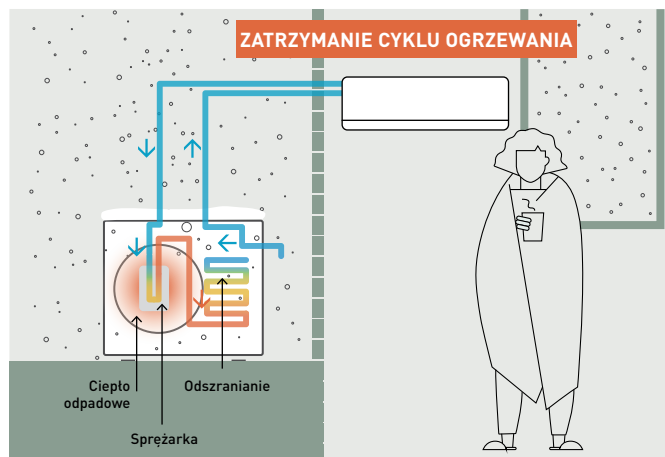 ZATRZYMANIE CYKLU OGRZEWANIA
Ciepło
odpadowe
Odszranianie
Sprężarka